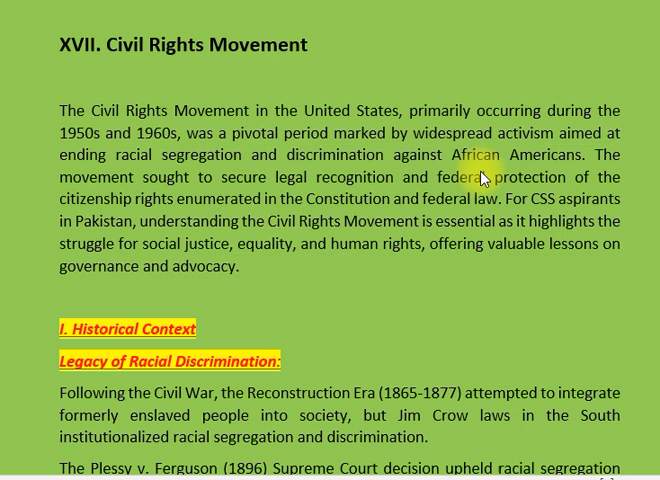 XVII. Civil Rights Movement
The Civil Rights Movement in the United States, primarily occurring during the
1950s and 1960s, was a pivotal period marked by widespread activism aimed at
ending racial segregation and discrimination against African Americans. The
movement sought to secure legal recognition and federal protection of the
citizenship rights enumerated in the Constitution and federal law. For CSS aspirants
in Pakistan, understanding the Civil Rights Movement is essential as it highlights the
struggle for social justice, equality, and human rights, offering valuable lessons on
governance and advocacy.
I. Historical Context
Legacy of Racial Discrimination:
Following the Civil War, the Reconstruction Era (1865-1877) attempted to integrate
formerly enslaved people into society, but Jim Crow laws in the South
institutionalized racial segregation and discrimination.
The Plessy v. Ferguson (1896) Supreme Court decision upheld racial segregation